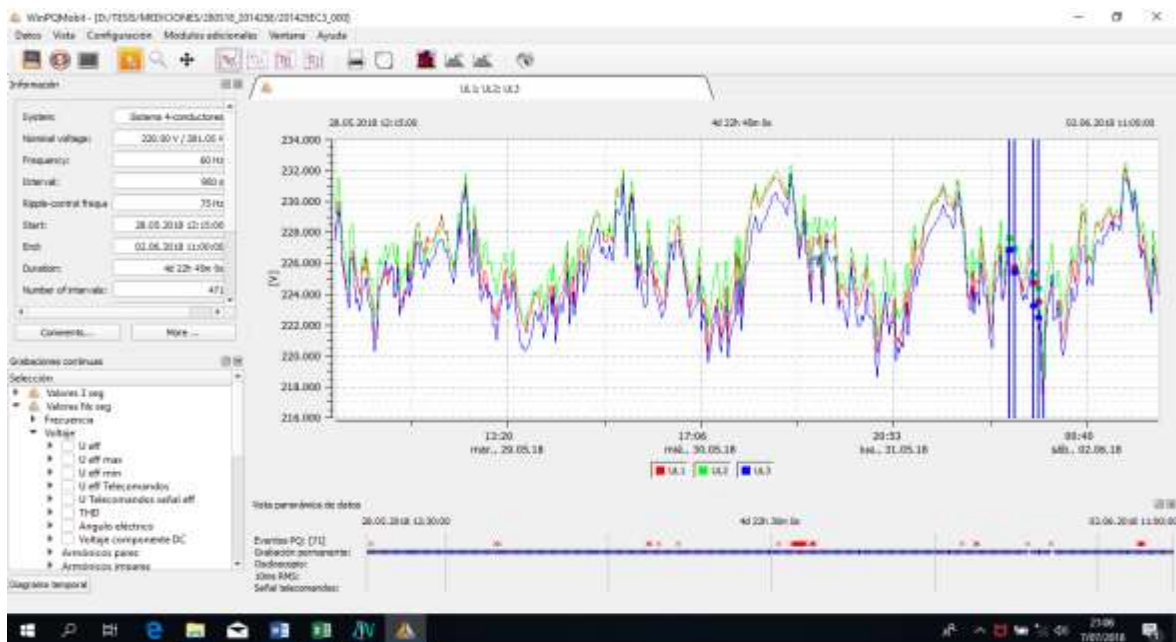 WinPQMobil - [D:/TESIS/MEDICIONES/280518_201425E/201425EC3_000]
Datos Vista Configuración Modulos adicionales Ventana Ayuda
Información
UL1; UL2; UL3
System: Sistema 4-conductores
Nominal voltage: 220.00 V / 381.05 V
Frequency: 60 Hz
Interval: 900 s
Ripple-control freque 75 Hz
Start: 28.05.2018 12:15:00
End: 02.06.2018 11:00:00
Duration: 4d 22h 45m 0s
Number of intervals: 471
Comments... More ...
28.05.2018 12:15:00 4d 22h 45m 0s 02.06.2018 11:00:00
234.000
232.000
230.000
228.000
226.000
224.000
222.000
220.000
218.000
216.000
[V]
13:20 17:06 20:53 00:40
mar.. 29.05.18 mié.. 30.05.18 jue.. 31.05.18 sáb.. 02.06.18
UL1 UL2 UL3
Grabaciones continuas
Selección
Valores I seg
Valores Ns seg
Frecuencia
Voltaje
U eff
U eff max
U eff min
U eff Telecomandos
U Telecomandos señal eff
THD
Angulo eléctrico
Voltaje componente DC
Armónicos pares
Armónicos impares
Diagrama temporal
Vista panorámica de datos
28.05.2018 12:30:00 4d 22h 30m 0s 02.06.2018 11:00:00
Eventos PQ: [71]
Grabación permanente:
Osciloscopio:
10ms RMS:
Señal telecomandos:
21:06
7/07/2018